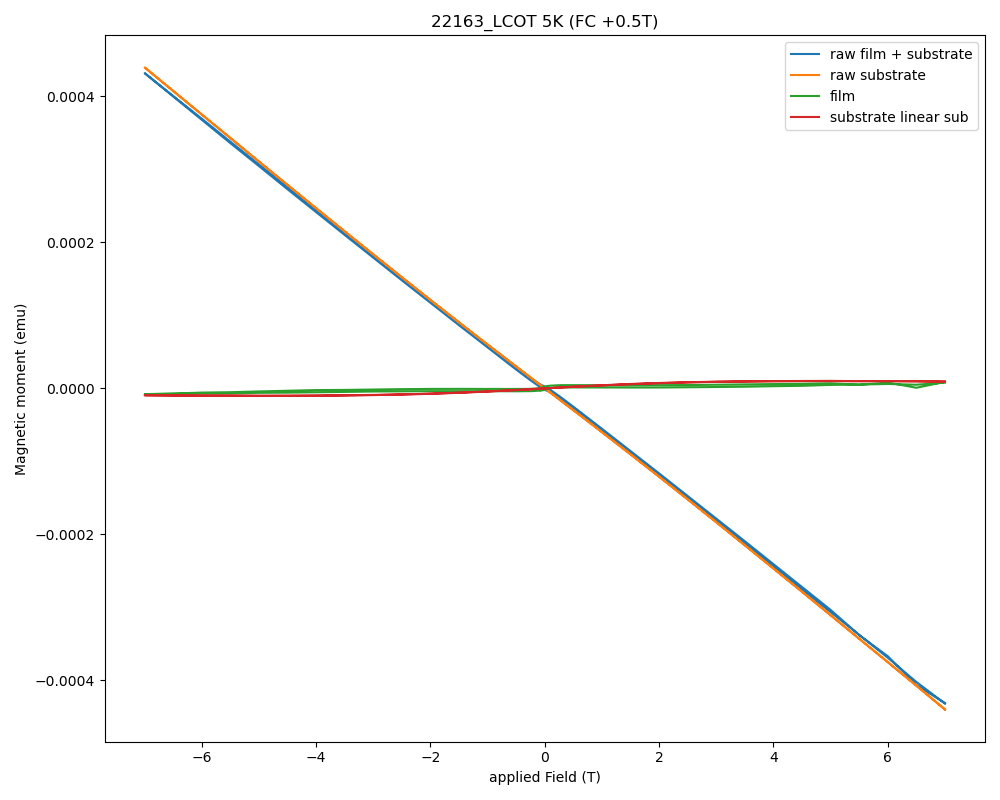 22163_LCOT 5K (FC +0.5T)
raw film + substrate
raw substrate
film
substrate linear sub
Magnetic moment (emu)
0.0004
0.0002
0.0000
−0.0002
−0.0004
−6 −4 −2 0 2 4 6
applied Field (T)